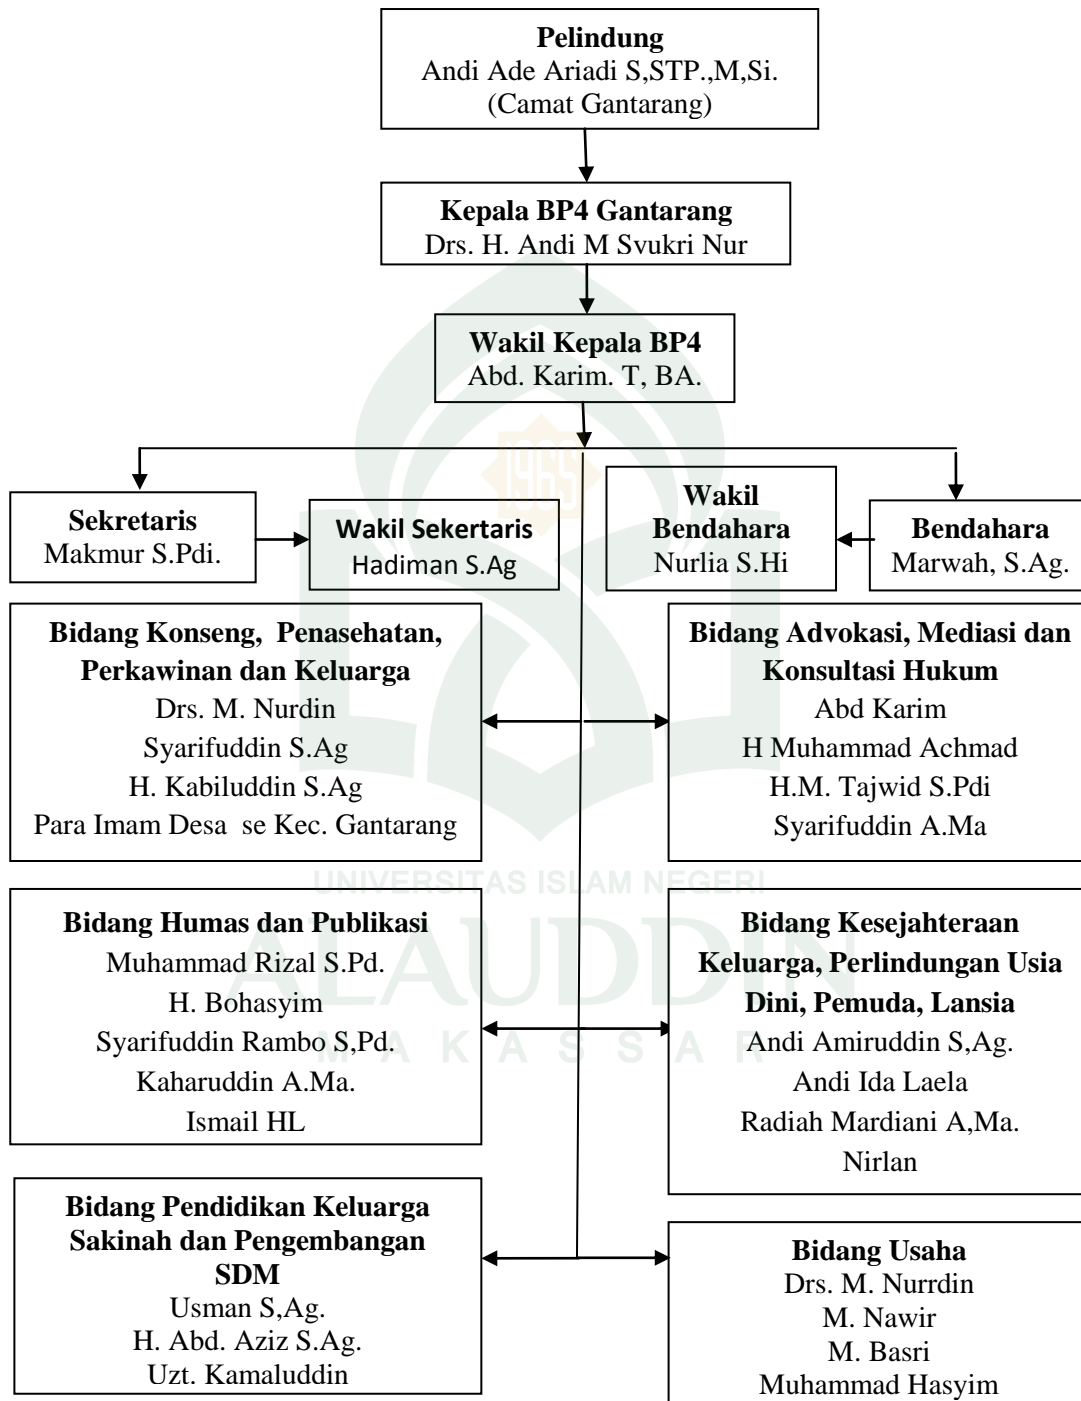 Pelindung
Andi Ade Ariadi S,STP.,M,Si.
(Camat Gantarang)
Kepala BP4 Gantarang
Drs. H. Andi M Svukri Nur
Wakil Kepala BP4
Abd. Karim. T, BA.
1965
Sekretaris
Makmur S.Pdi.
Wakil Sekertaris
Hadiman S.Ag
Wakil
Bendahara
Nurlia S.Hi
Bendahara
Marwah, S.Ag.
Bidang Konseng, Penasehatan,
Perkawinan dan Keluarga
Drs. M. Nurdin
Syarifuddin S.Ag
H. Kabiluddin S.Ag
Para Imam Desa se Kec. Gantarang
Bidang Advokasi, Mediasi dan
Konsultasi Hukum
Abd Karim
H Muhammad Achmad
H.M. Tajwid S.Pdi
Syarifuddin A.Ma
UNIVERSITAS ISLAM NEGERI
ALAUDDIN
MAKASSAR
Bidang Humas dan Publikasi
Muhammad Rizal S.Pd.
H. Bohasyim
Syarifuddin Rambo S,Pd.
Kaharuddin A.Ma.
Ismail HL
Bidang Kesejahteraan
Keluarga, Perlindungan Usia
Dini, Pemuda, Lansia
Andi Amiruddin S,Ag.
Andi Ida Laela
Radiah Mardiani A,Ma.
Nirlan
Bidang Pendidikan Keluarga
Sakinah dan Pengembangan
SDM
Usman S,Ag.
H. Abd. Aziz S.Ag.
Uzt. Kamaluddin
Bidang Usaha
Drs. M. Nurrdin
M. Nawir
M. Basri
Muhammad Hasyim